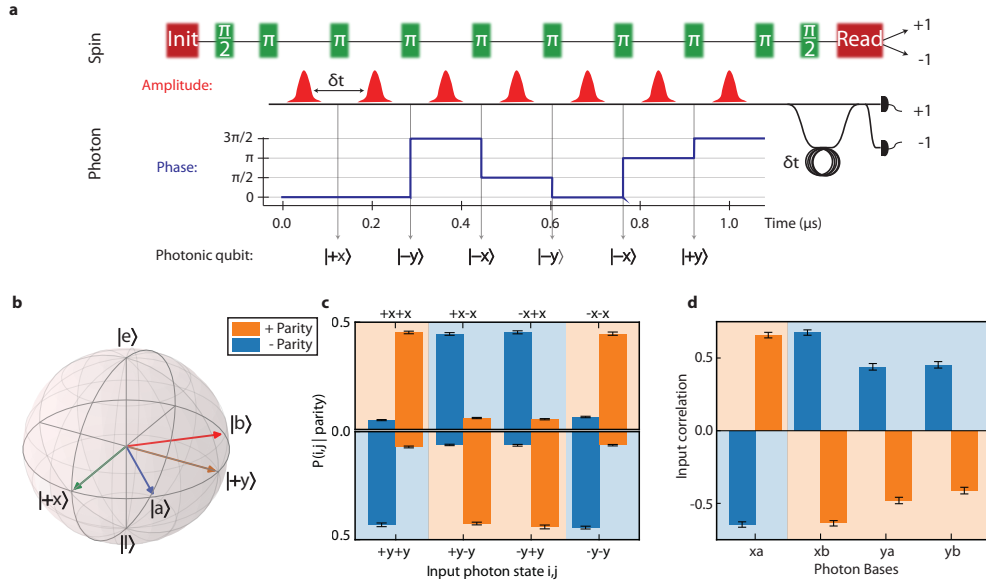 a
Spin
Init π/2 π π π π π π π π π/2 Read
+1
-1
Amplitude:
δt
+1
-1
Photon
Phase:
3π/2
π
π/2
0
δt
0.0 0.2 0.4 0.6 0.8 1.0 Time (μs)
Photonic qubit: |+x⟩ |−y⟩ |−x⟩ |−y⟩ |−x⟩ |+y⟩
b
|e⟩
|b⟩
|+y⟩
|+x⟩
|a⟩
|l⟩
+ Parity
- Parity
c
+x+x +x-x -x+x -x-x
0.5
0.0
0.5
P(i,j | parity)
+y+y +y-y -y+y -y-y
Input photon state i,j
d
0.5
0.0
-0.5
Input correlation
xa xb ya yb
Photon Bases